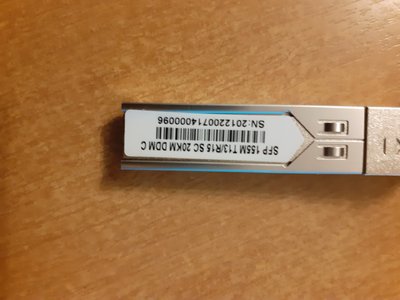 SFP 155M T13/R15 SC 20KM DDM C
SN:2012200714000096